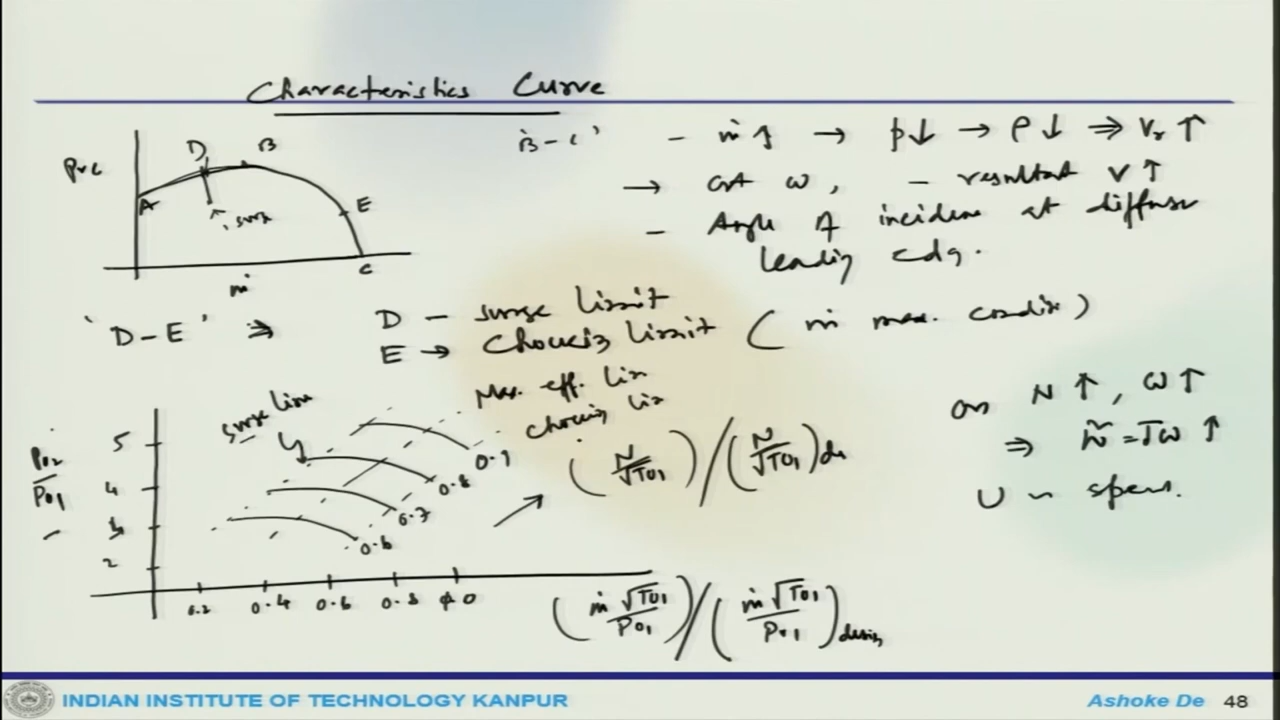 Characteristics Curve
Prc
D
B
A
surge
E
C
ṁ
'B-C' - ṁ ↑ → p↓ → ρ↓ ⇒ Vr ↑
→ at ω, - resultant V↑
- Angle of incidence at diffuser
leading edge.
'D-E' ⇒ D - surge limit
E → Choking limit (ṁ max. condition)
Max. eff. line
choking line
surge line
P02/P01
5
4
3
2
0.9
0.8
0.7
0.6
0.2 0.4 0.6 0.8 1.0
(N/√T01)/(N/√T01)des
(ṁ√T01/P01)/(ṁ√T01/P01)design
on N ↑, ω ↑
⇒ Ẇ = Tω ↑
INDIAN INSTITUTE OF TECHNOLOGY KANPUR
Ashoke De 48